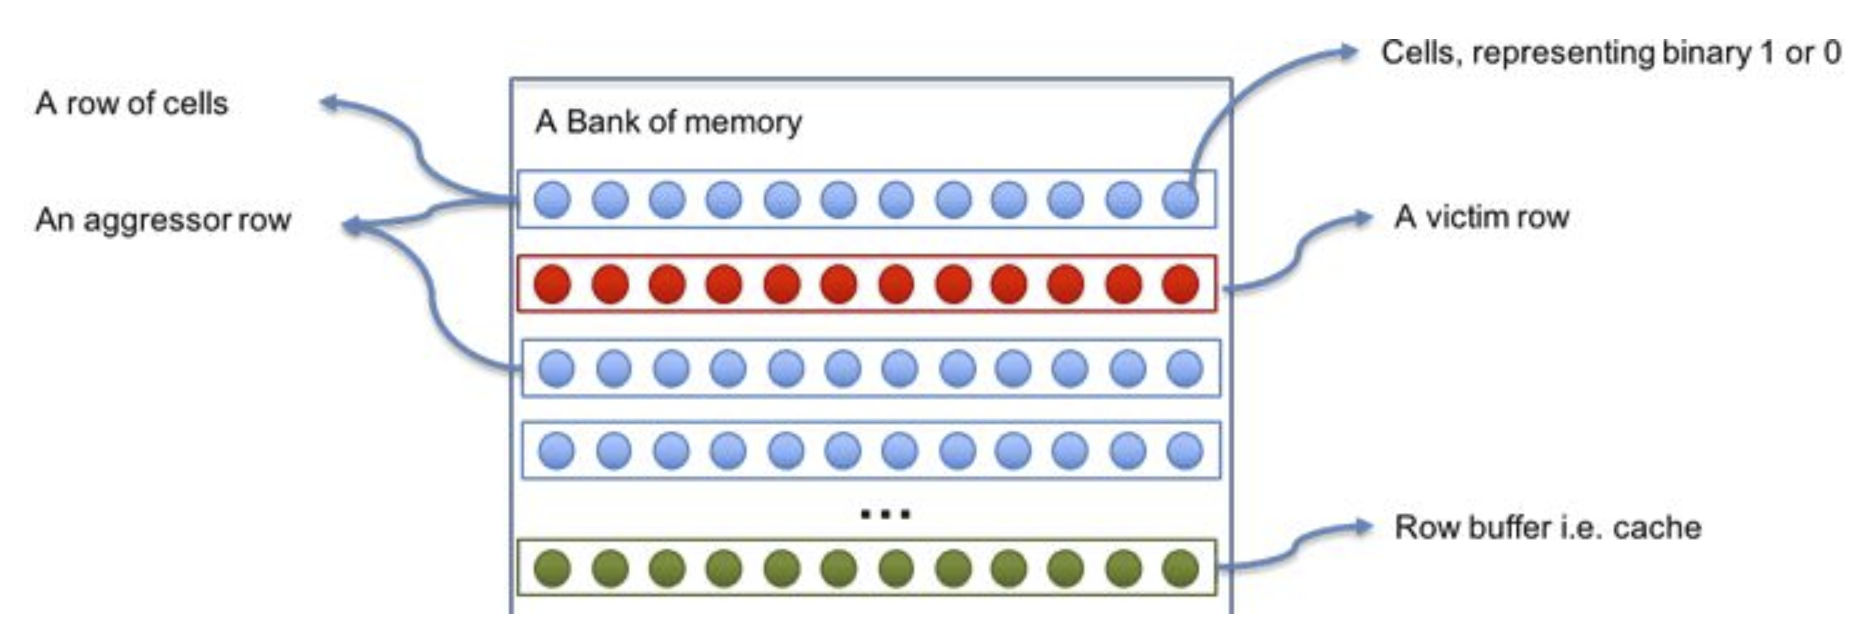 Cells, representing binary 1 or 0
A row of cells
A Bank of memory
An aggressor row
A victim row
...
Row buffer i.e. cache